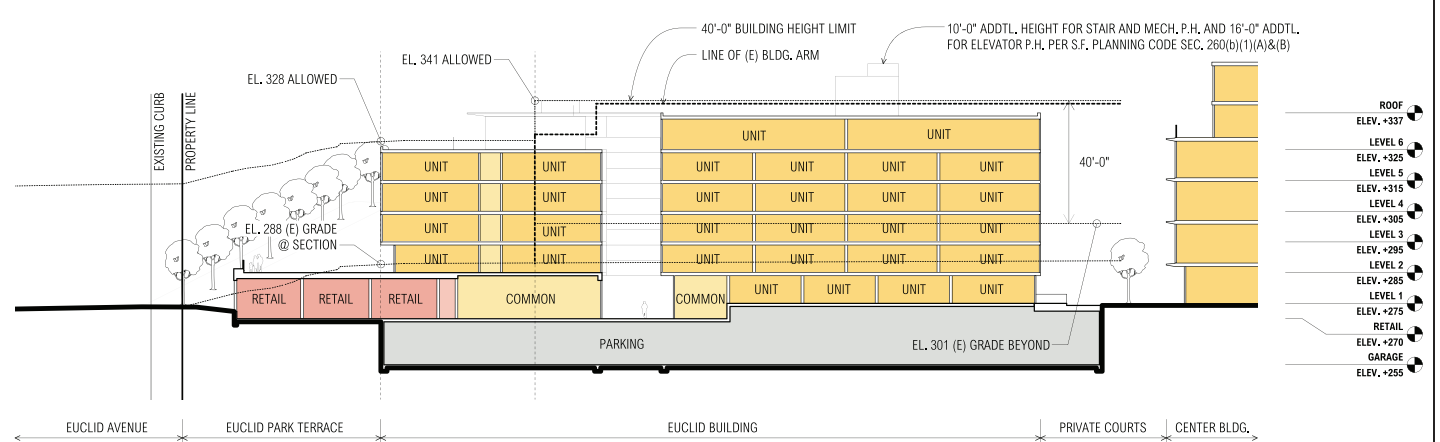 40'-0" BUILDING HEIGHT LIMIT
10'-0" ADDTL. HEIGHT FOR STAIR AND MECH. P.H. AND 16'-0" ADDTL.
FOR ELEVATOR P.H. PER S.F. PLANNING CODE SEC. 260(b)(1)(A)&(B)
LINE OF (E) BLDG. ARM
EL. 341 ALLOWED
EL. 328 ALLOWED
EXISTING CURB
PROPERTY LINE
EL. 288 (E) GRADE
@ SECTION
UNIT UNIT
UNIT UNIT UNIT UNIT UNIT UNIT
UNIT UNIT UNIT UNIT UNIT UNIT
UNIT UNIT UNIT UNIT UNIT UNIT
UNIT UNIT UNIT UNIT UNIT UNIT
RETAIL RETAIL RETAIL COMMON COMMON UNIT UNIT UNIT UNIT
40'-0"
PARKING
EL. 301 (E) GRADE BEYOND
ROOF
ELEV. +337
LEVEL 6
ELEV. +325
LEVEL 5
ELEV. +315
LEVEL 4
ELEV. +305
LEVEL 3
ELEV. +295
LEVEL 2
ELEV. +285
LEVEL 1
ELEV. +275
RETAIL
ELEV. +270
GARAGE
ELEV. +255
EUCLID AVENUE EUCLID PARK TERRACE EUCLID BUILDING PRIVATE COURTS CENTER BLDG.